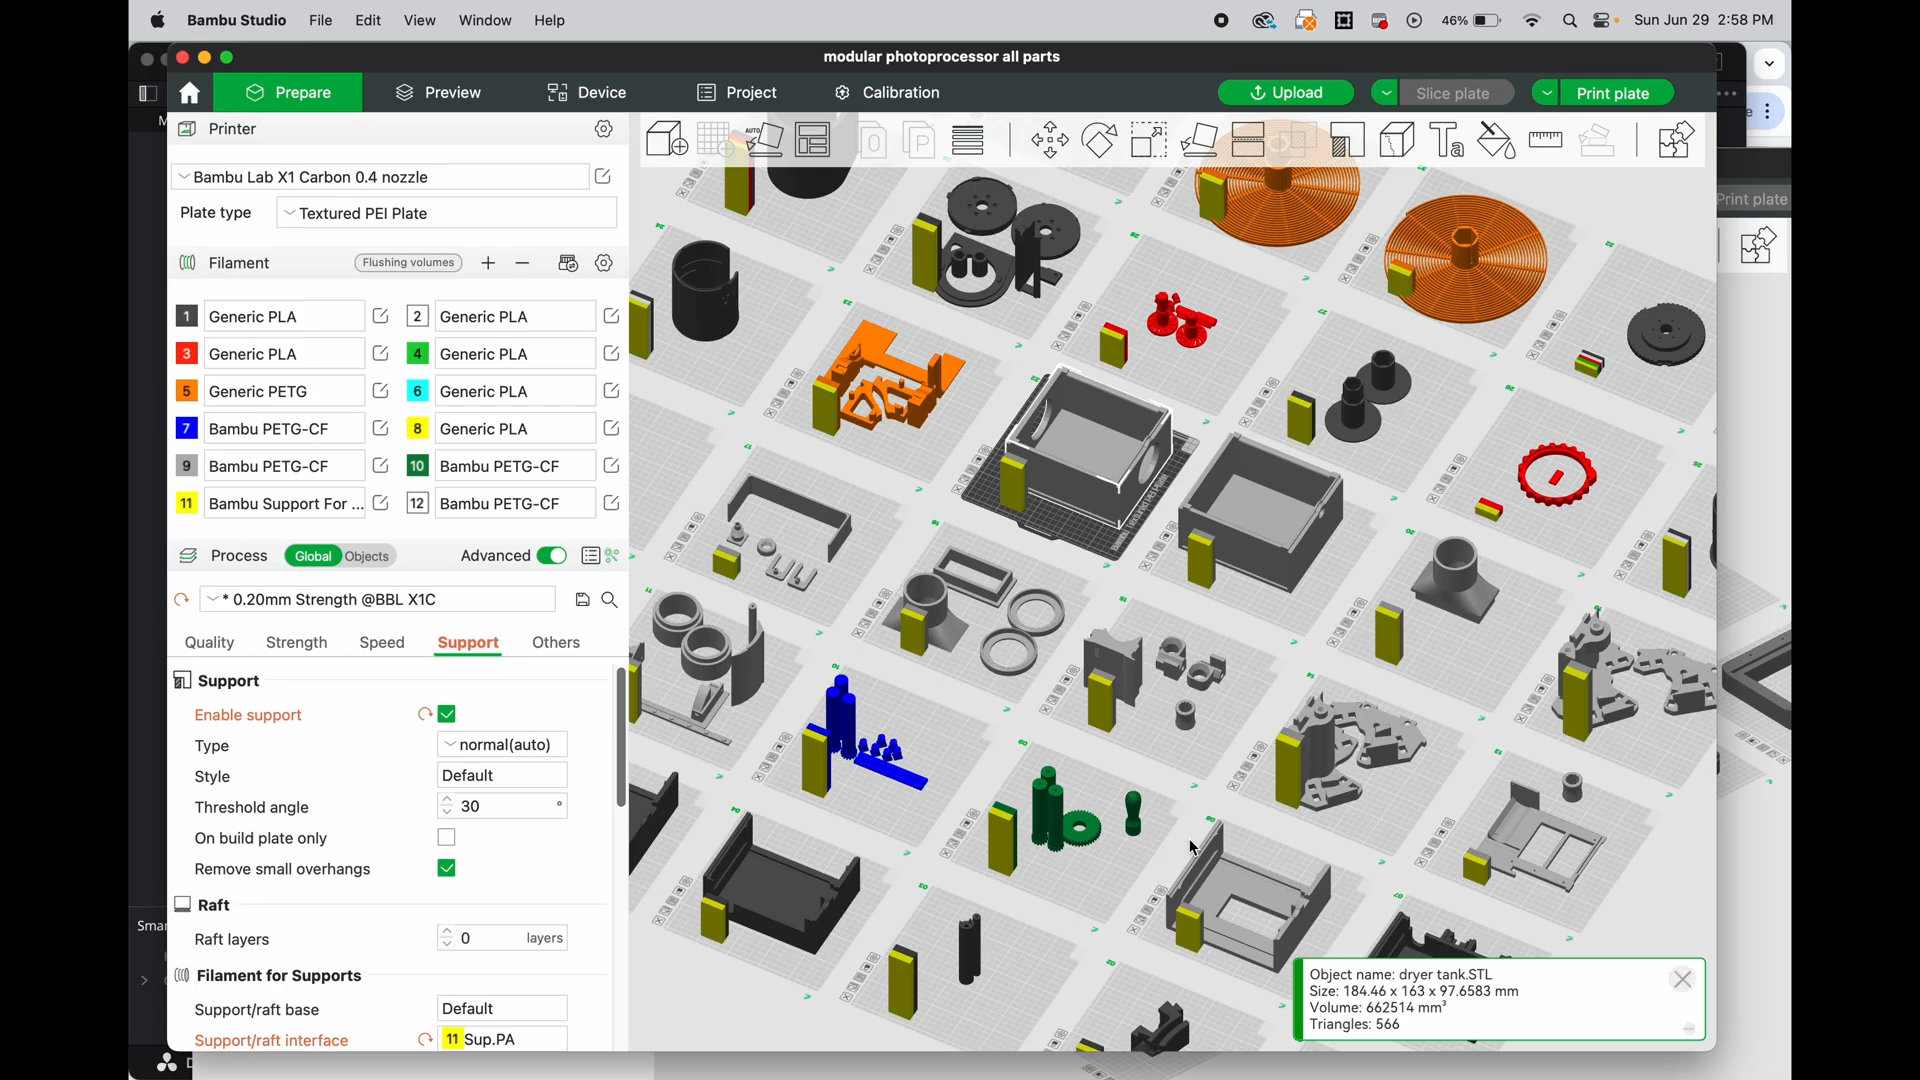 Bambu Studio File Edit View Window Help
46% Sun Jun 29 2:58 PM
modular photoprocessor all parts
Prepare Preview Device Project Calibration
Upload Slice plate Print plate
Printer
Bambu Lab X1 Carbon 0.4 nozzle
Plate type Textured PEI Plate
Print plate
Filament Flushing volumes
1 Generic PLA 2 Generic PLA
3 Generic PLA 4 Generic PLA
5 Generic PETG 6 Generic PLA
7 Bambu PETG-CF 8 Generic PLA
9 Bambu PETG-CF 10 Bambu PETG-CF
11 Bambu Support For ... 12 Bambu PETG-CF
Process Global Objects Advanced
* 0.20mm Strength @BBL X1C
Quality Strength Speed Support Others
Support
Enable support
Type normal(auto)
Style Default
Threshold angle 30 °
On build plate only
Remove small overhangs
Raft
Raft layers 0 layers
Filament for Supports
Support/raft base Default
Support/raft interface 11 Sup.PA
Smar
AUTO
Object name: dryer tank.STL
Size: 184.46 x 163 x 97.6583 mm
Volume: 662514 mm³
Triangles: 566